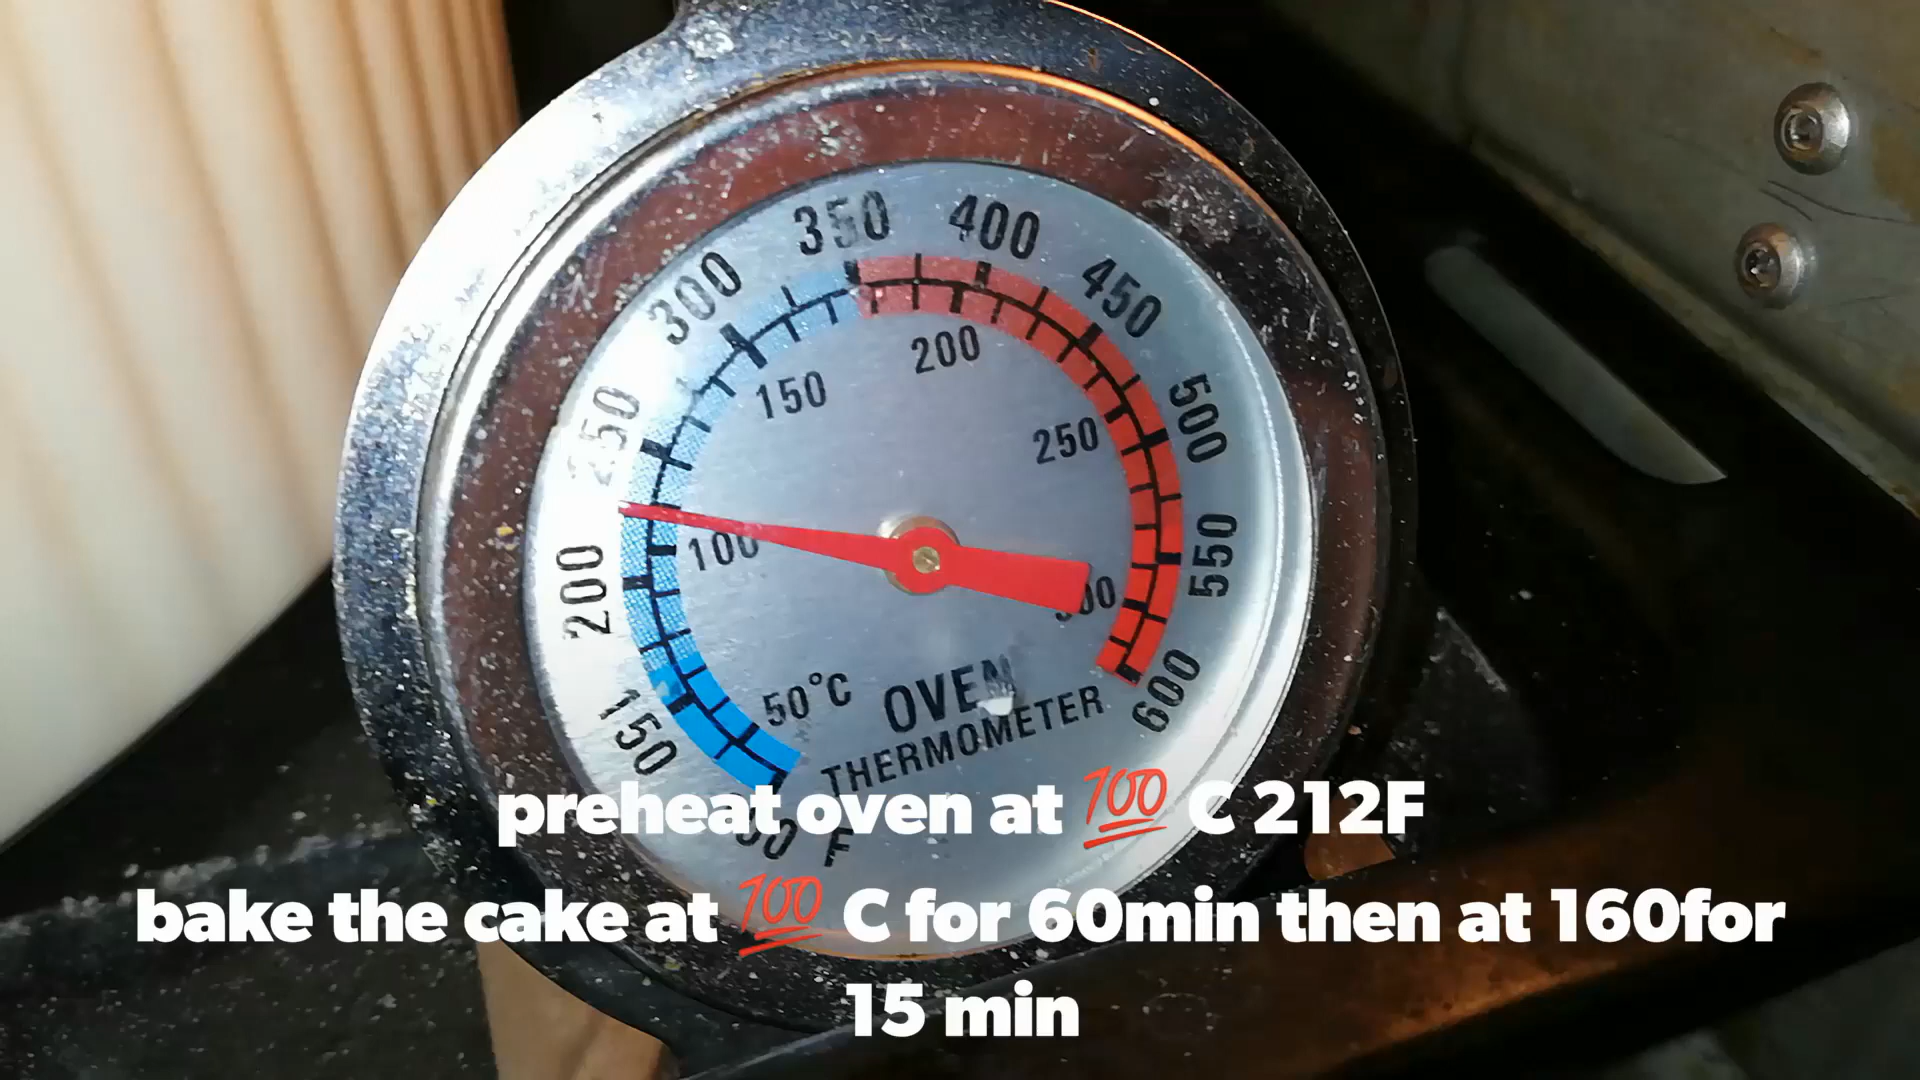 350 400
300 450
250 500
200 550
150 600
200
150 250
100
50°C
OVEN
THERMOMETER
F
preheat oven at 💯 C 212F
bake the cake at 💯 C for 60min then at 160for
15 min